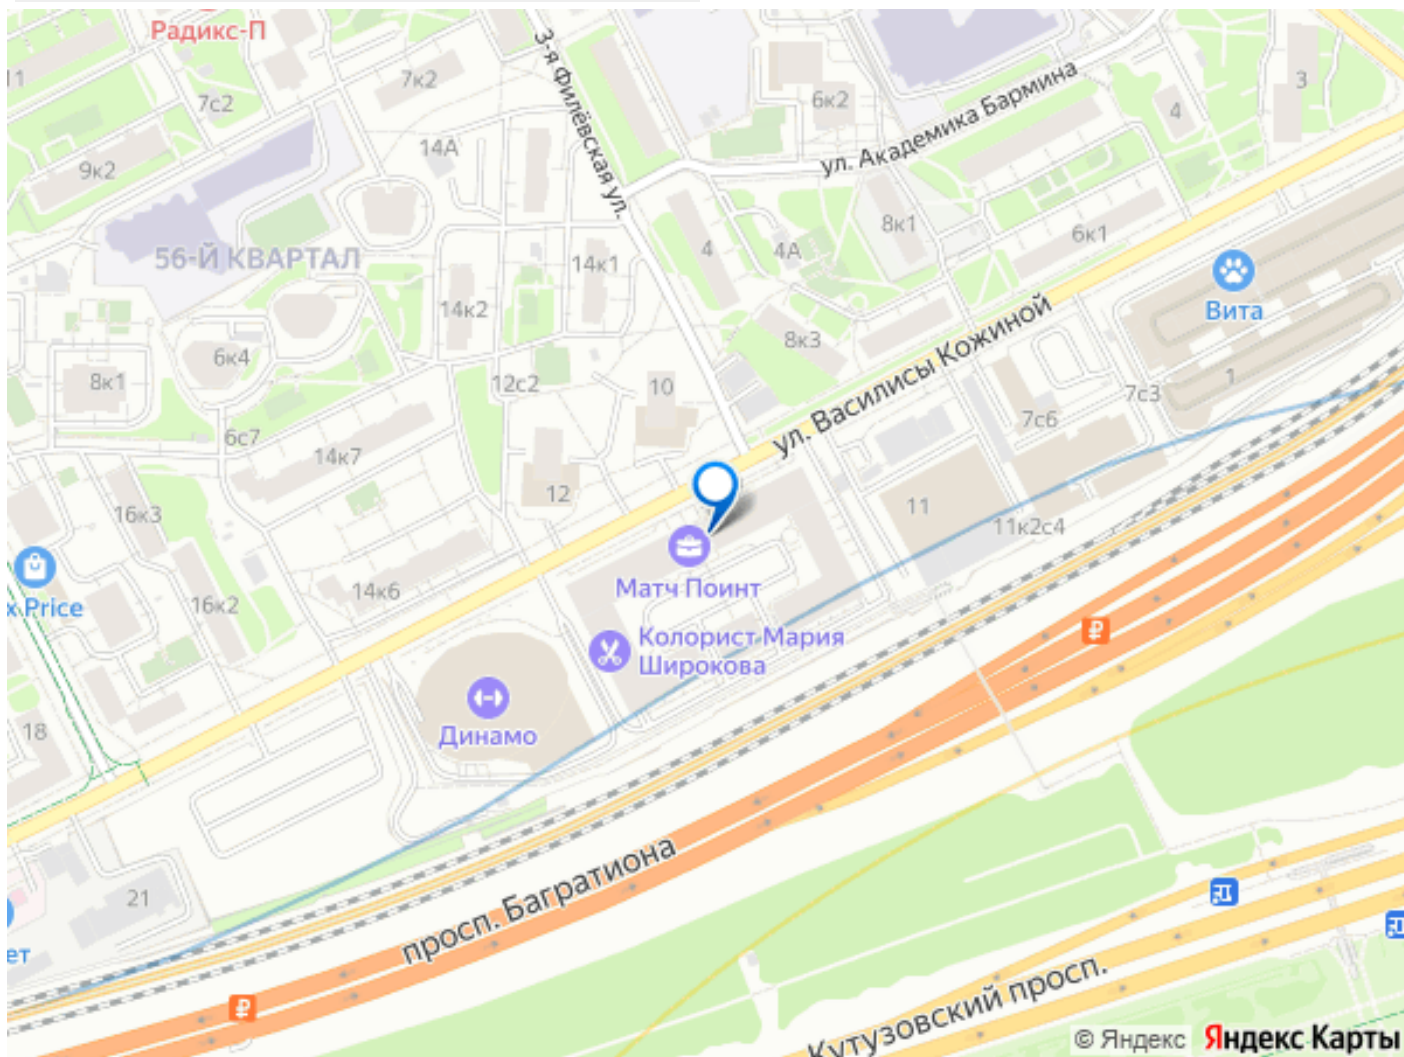 Радикс-П
11
7с2
7к2
3-я Филёвская ул.
6к2
ул. Академика Бармина
4
3
9к2
14А
56-Й КВАРТАЛ
14к2
14к1
4
4А
8к1
6к1
Вита
8к3
ул. Василисы Кожиной
6к4
8к1
12с2
10
7с3
1
7с6
6с7
14к7
12
16к3
11
11к2с4
Матч Поинт
x Price
16к2
14к6
Колорист Мария
Широкова
Динамо
18
просп. Багратиона
21
ет
Кутузовский просп.
© Яндекс Яндекс Карты